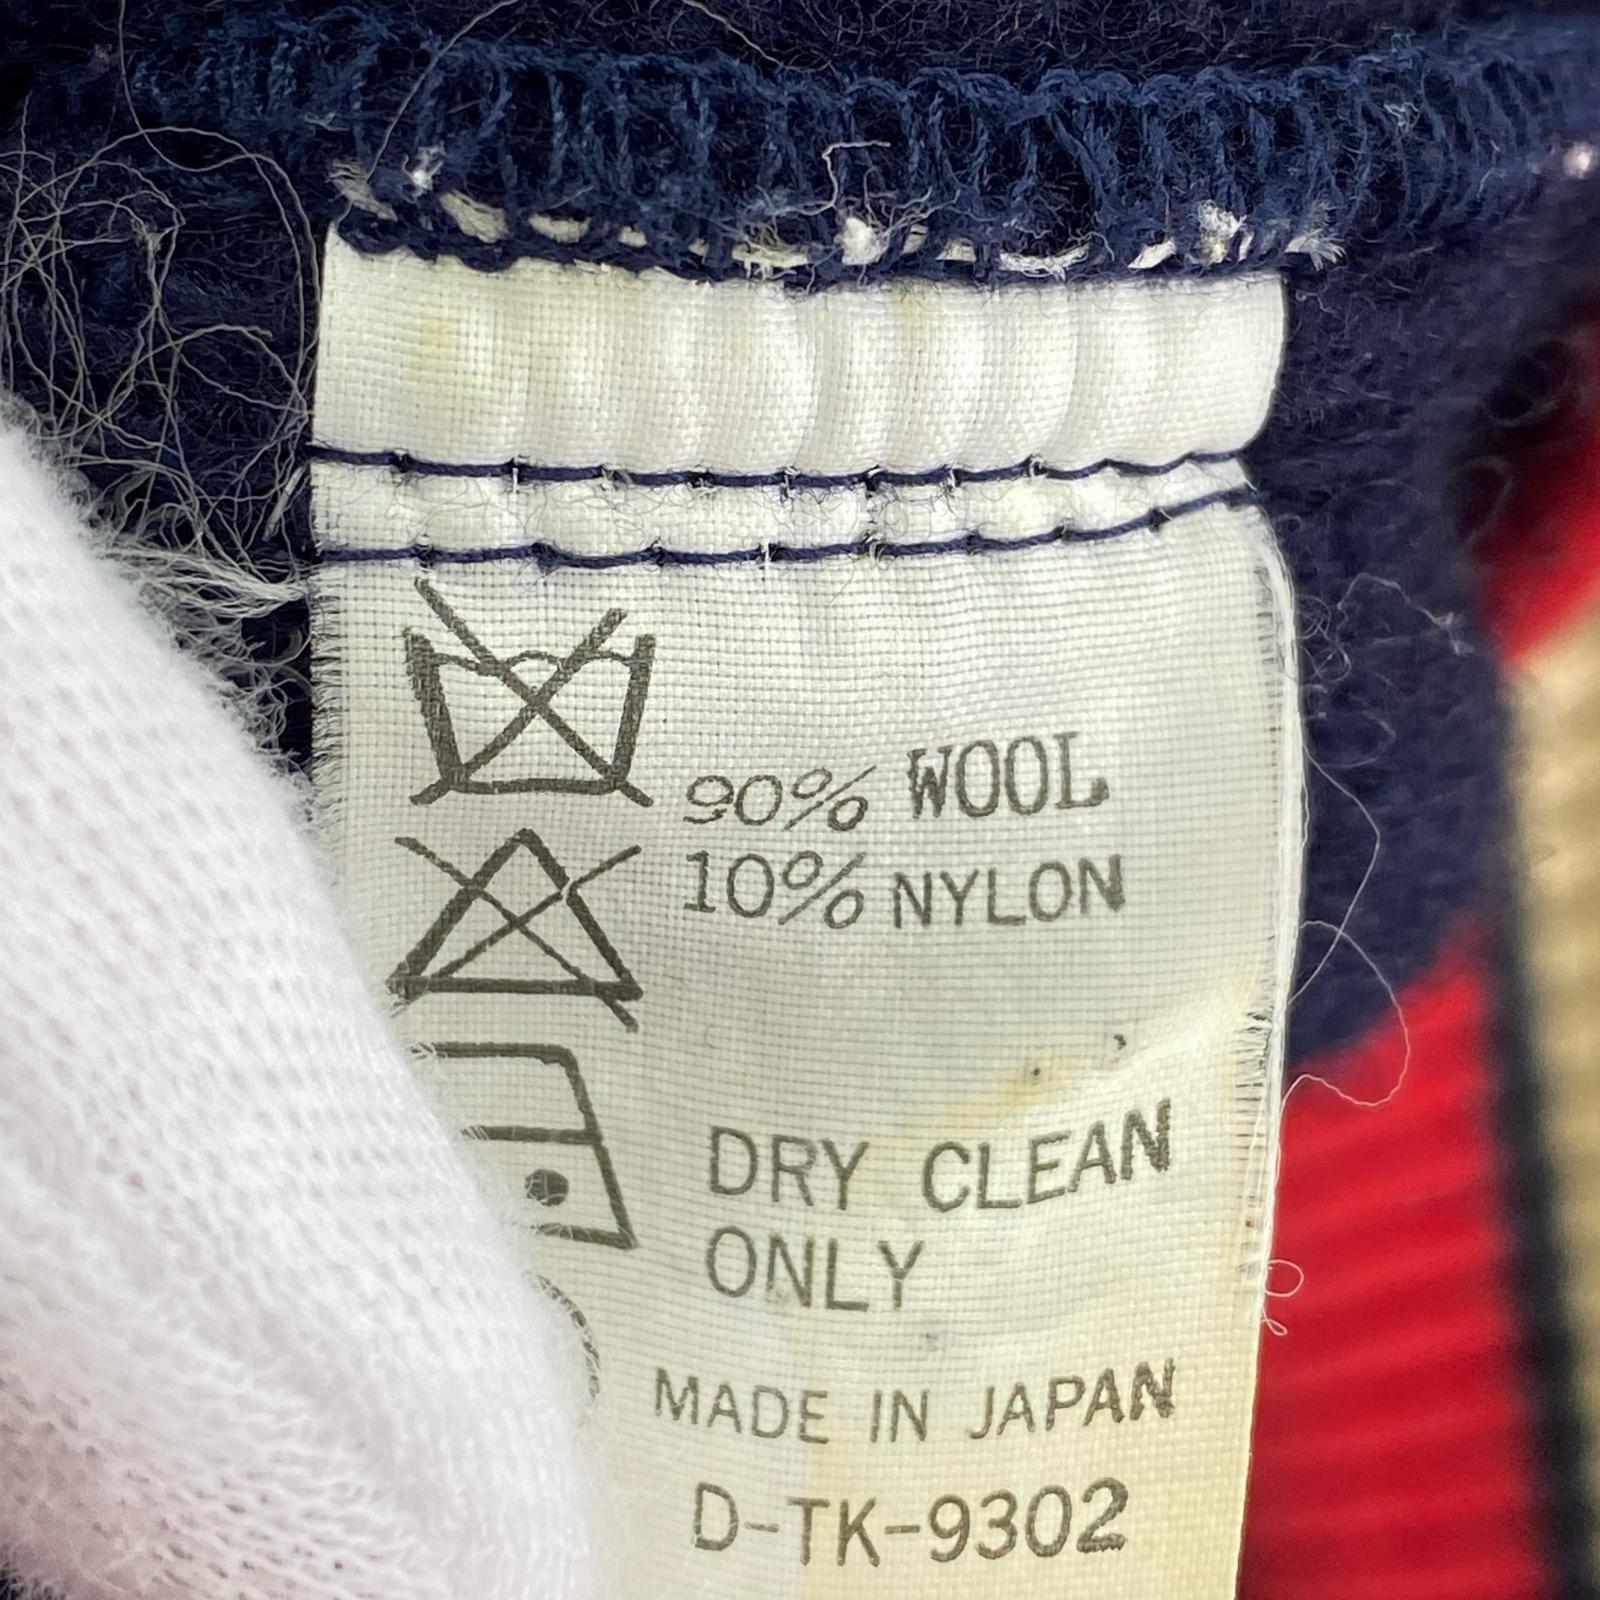 90% WOOL
10% NYLON
DRY CLEAN
ONLY
MADE IN JAPAN
D-TK-9302